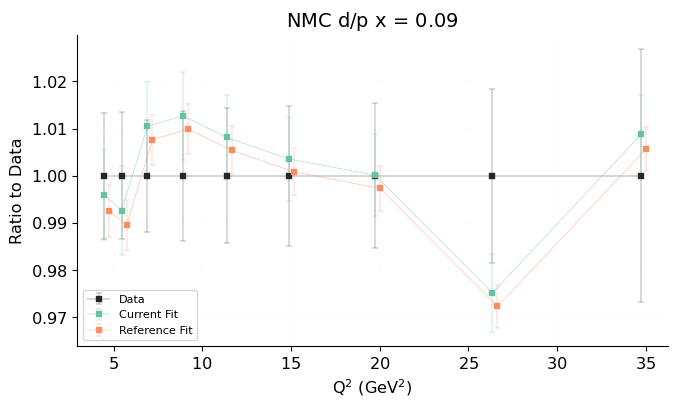 NMC d/p x = 0.09
Ratio to Data
1.02
1.01
1.00
0.99
0.98
0.97
Data
Current Fit
Reference Fit
5
10
15
20
25
30
35
Q² (GeV²)